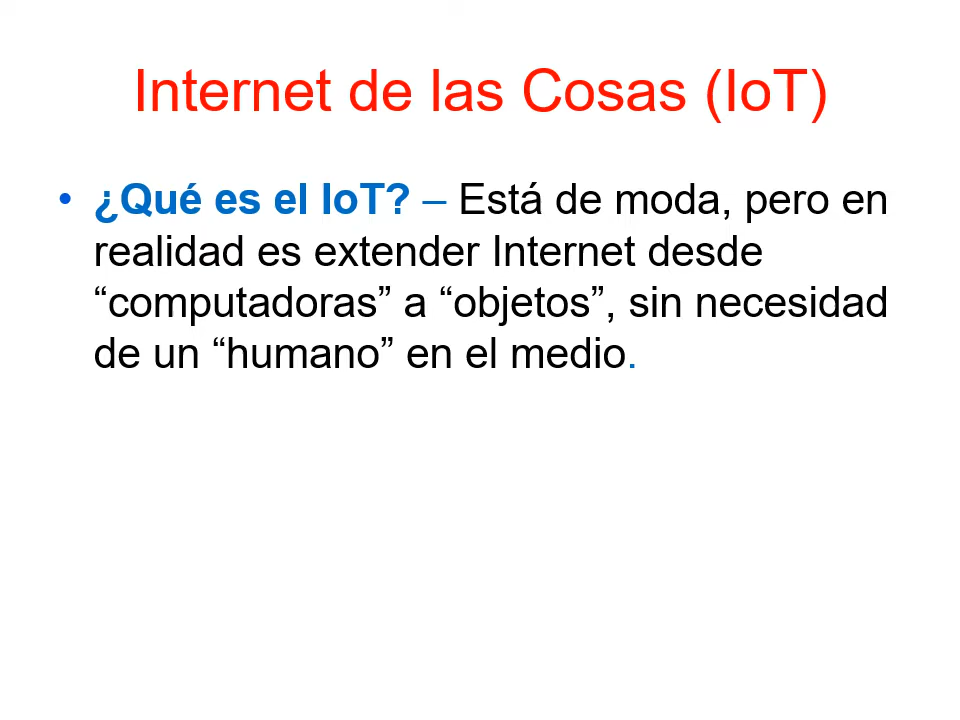 Internet de las Cosas (IoT)
• ¿Qué es el IoT? – Está de moda, pero en
realidad es extender Internet desde
“computadoras” a “objetos”, sin necesidad
de un “humano” en el medio.